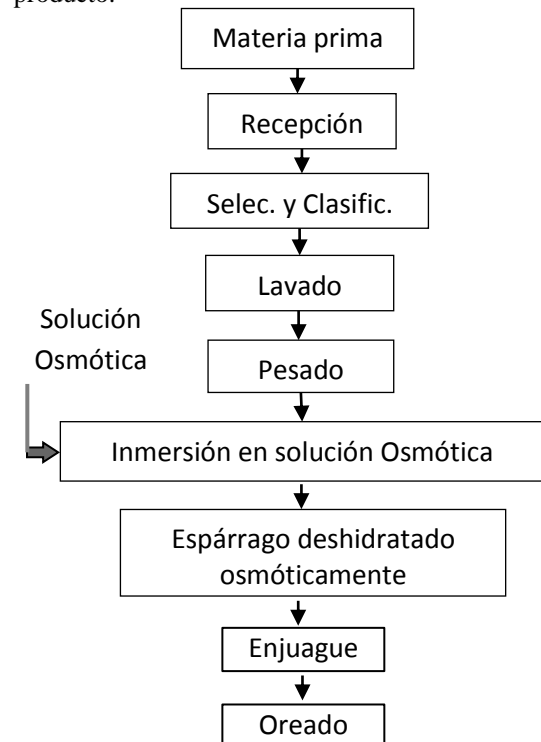 producto.
Materia prima
Recepción
Selec. y Clasific.
Lavado
Solución
Osmótica
Pesado
Inmersión en solución Osmótica
Espárrago deshidratado
osmóticamente
Enjuague
Oreado